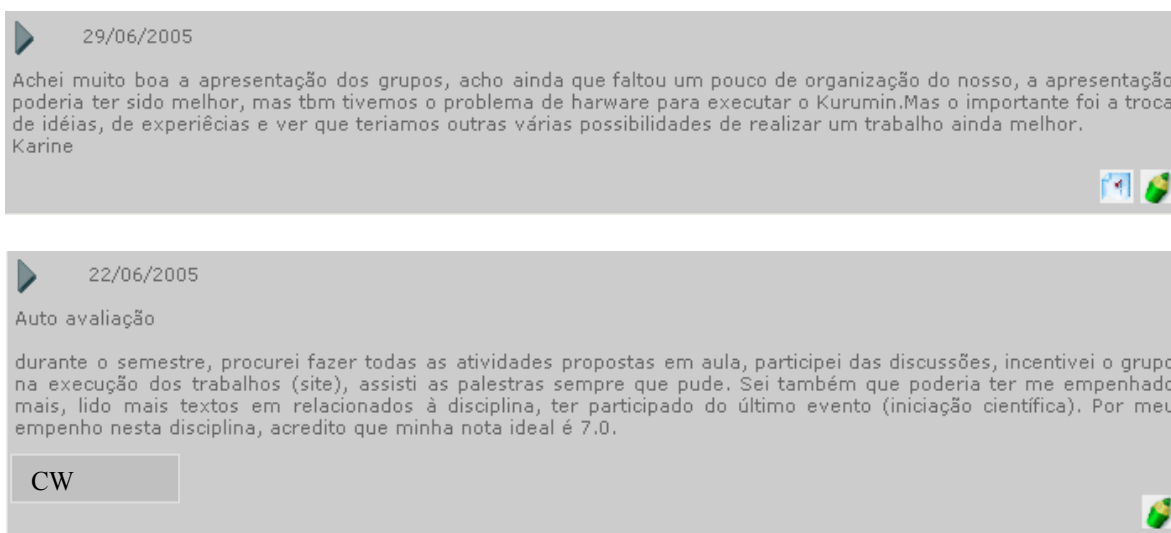 29/06/2005
Achei muito boa a apresentação dos grupos, acho ainda que faltou um pouco de organização do nosso, a apresentação
poderia ter sido melhor, mas tbm tivemos o problema de harware para executar o Kurumin.Mas o importante foi a troca
de idéias, de experiêcias e ver que teriamos outras várias possibilidades de realizar um trabalho ainda melhor.
Karine
22/06/2005
Auto avaliação
durante o semestre, procurei fazer todas as atividades propostas em aula, participei das discussões, incentivei o grupo
na execução dos trabalhos (site), assisti as palestras sempre que pude. Sei também que poderia ter me empenhado
mais, lido mais textos em relacionados à disciplina, ter participado do último evento (iniciação científica). Por meu
empenho nesta disciplina, acredito que minha nota ideal é 7.0.
CW